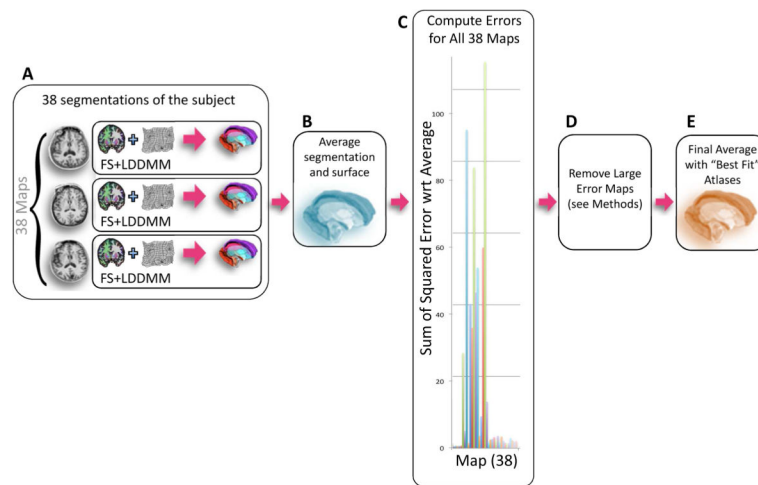 A
38 segmentations of the subject
38 Maps
FS+LDDMM
FS+LDDMM
FS+LDDMM
B
Average
segmentation
and surface
C
Compute Errors
for All 38 Maps
Sum of Squared Error wrt Average
100
80
60
40
20
0
Map (38)
D
Remove Large
Error Maps
(see Methods)
E
Final Average
with “Best Fit”
Atlases